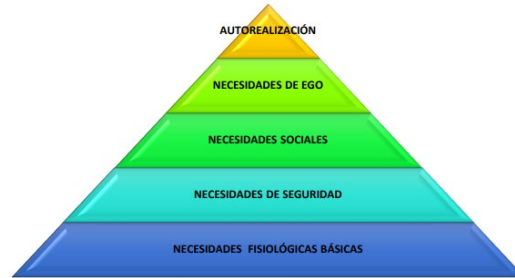 AUTOREALIZACIÓN
NECESIDADES DE EGO
NECESIDADES SOCIALES
NECESIDADES DE SEGURIDAD
NECESIDADES FISIOLÓGICAS BÁSICAS